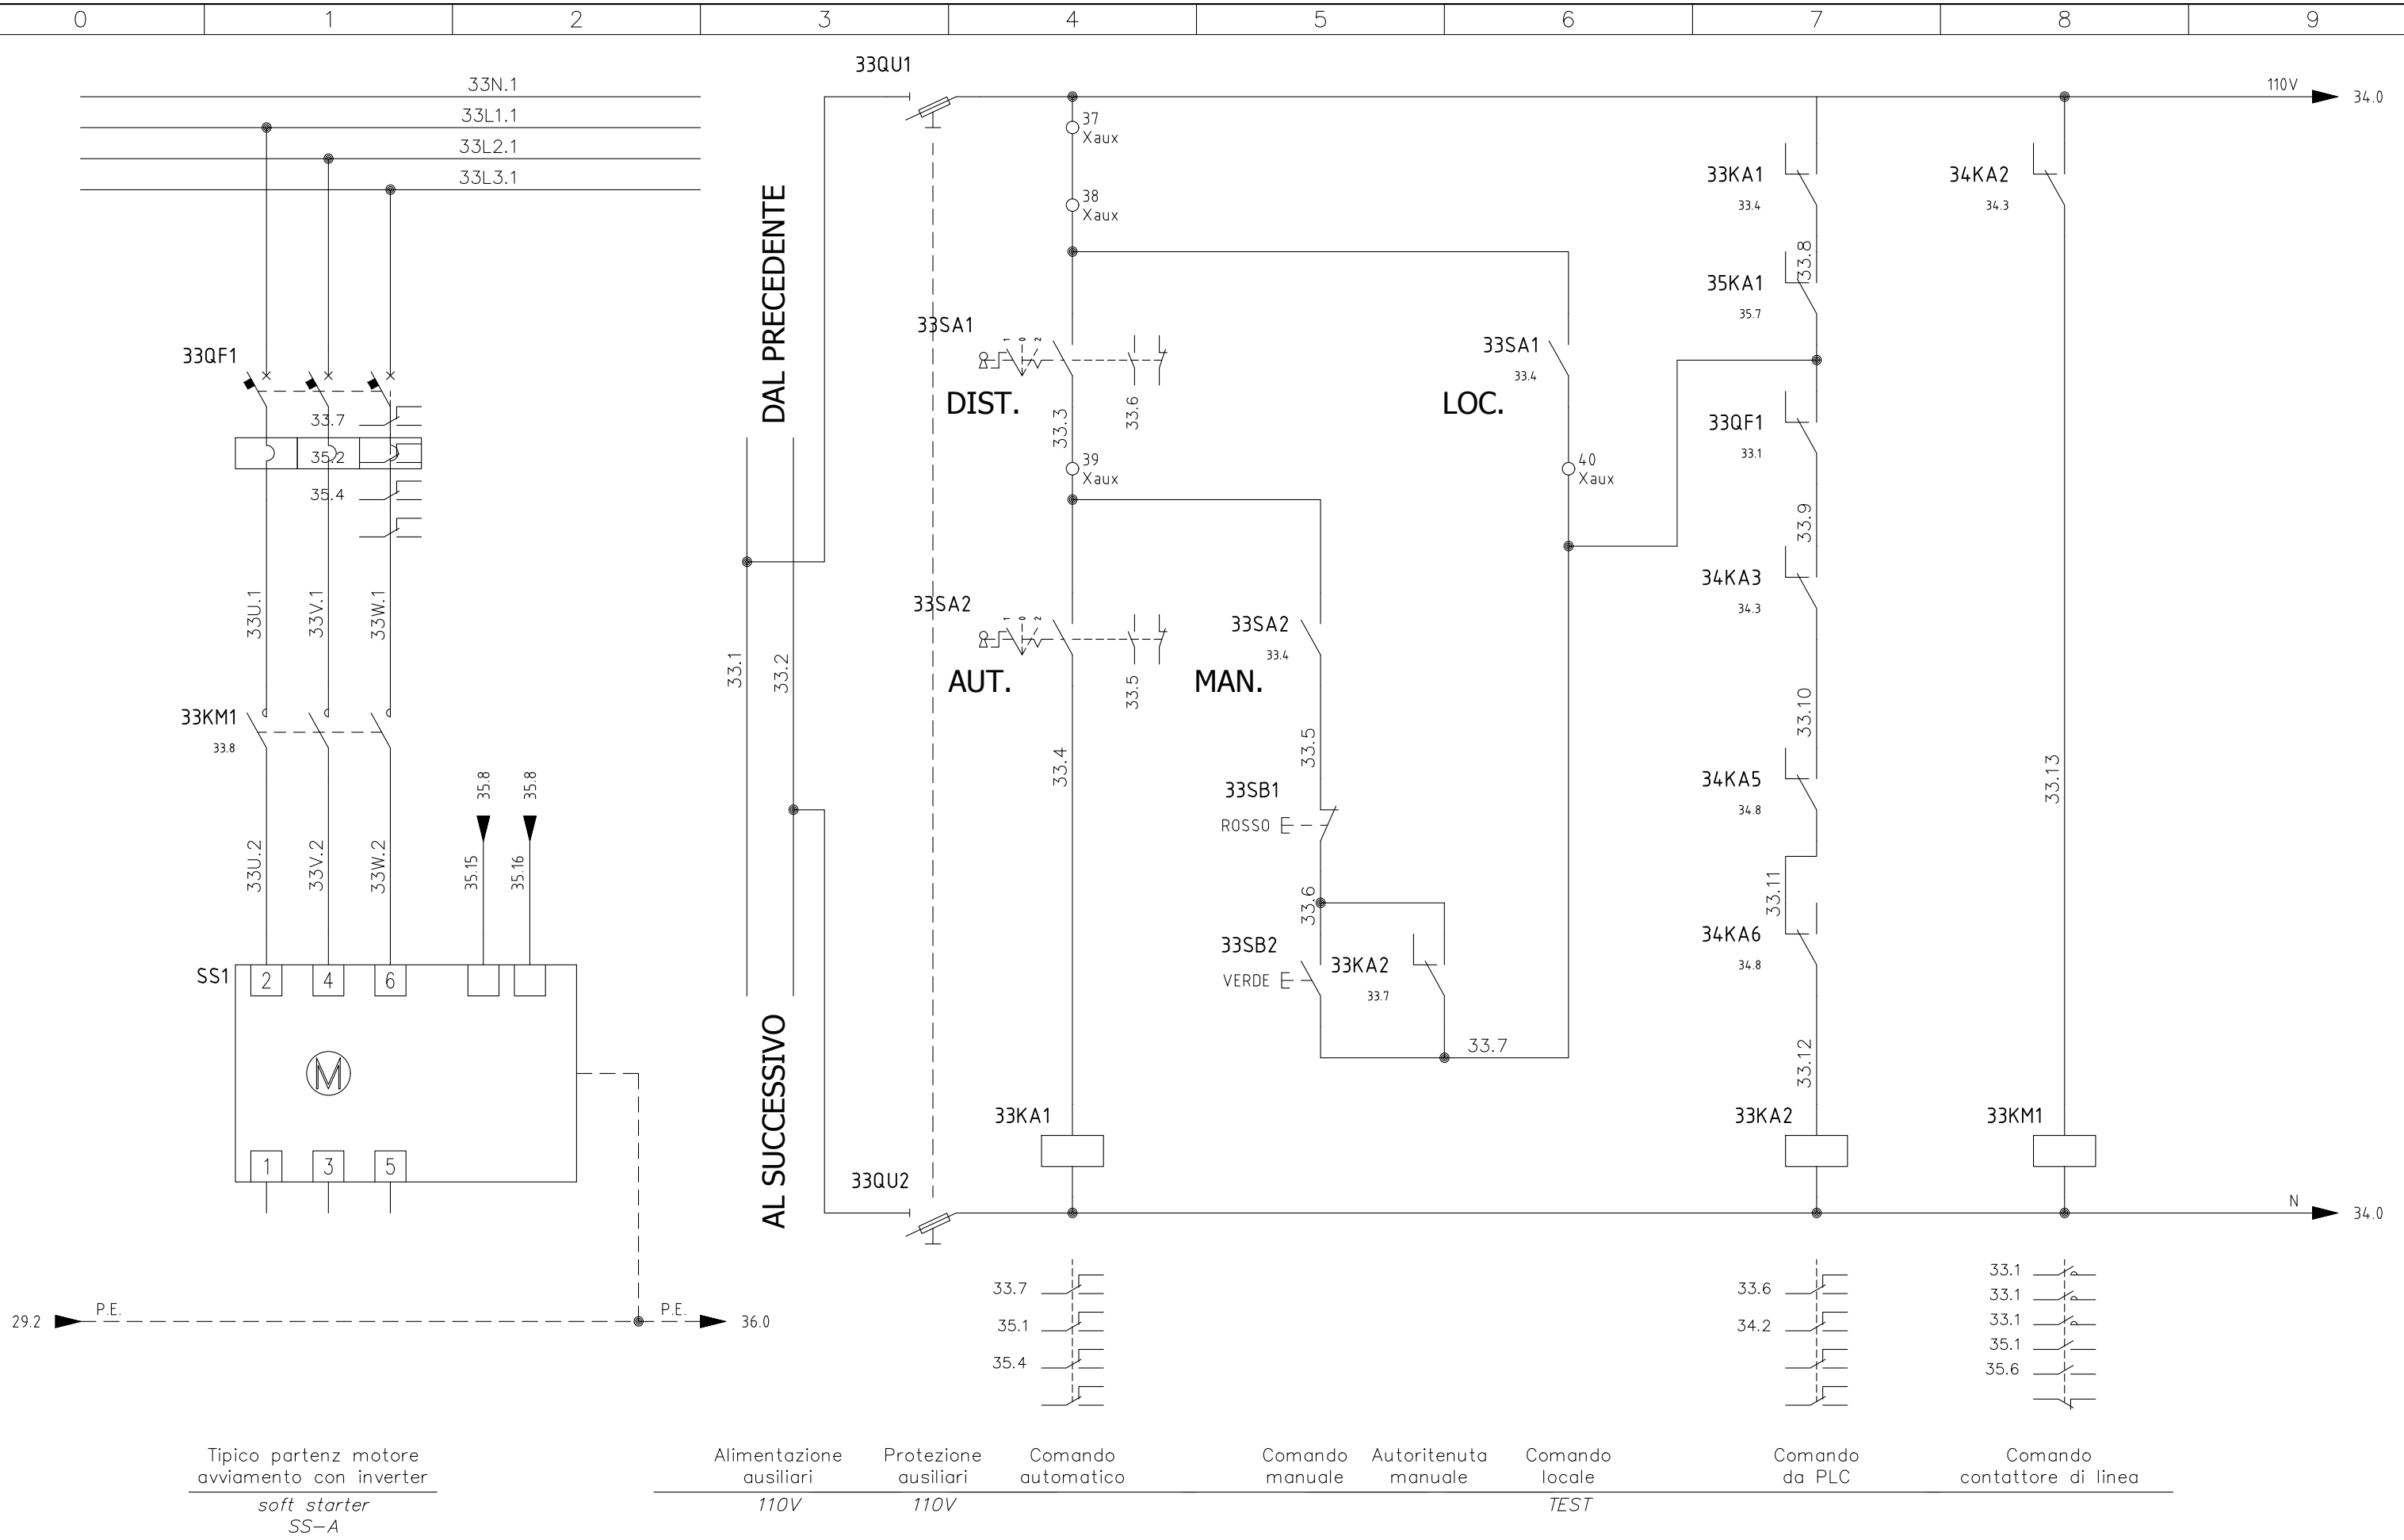 0 1 2 3 4 5 6 7 8 9
33N.1
33L1.1
33L2.1
33L3.1
33QF1
33.7
35.2
35.4
33U.1
33V.1
33W.1
33KM1
33.8
33U.2
33V.2
33W.2
35.8
35.8
35.15
35.16
SS1
2 4 6
M
1 3 5
29.2
P.E.
P.E.
36.0
DAL PRECEDENTE
33.1
33.2
AL SUCCESSIVO
33QU1
33QU2
110V
34.0
37
Xaux
38
Xaux
33SA1
1 0 2
DIST.
33.6
33.3
39
Xaux
33SA2
1 0 2
AUT.
33.5
33.4
33KA1
33SA2
33.4
MAN.
33.5
33SB1
ROSSO
33.6
33SB2
VERDE
33KA2
33.7
33.7
33SA1
33.4
LOC.
40
Xaux
33KA1
33.4
33.8
35KA1
35.7
33QF1
33.1
33.9
34KA3
34.3
33.10
34KA5
34.8
33.11
34KA6
34.8
33.12
33KA2
34KA2
34.3
33.13
33KM1
N
34.0
33.7
35.1
35.4
33.6
34.2
33.1
33.1
33.1
35.1
35.6
Tipico partenz motore
avviamento con inverter
soft starter
SS-A
Alimentazione
ausiliari
110V
Protezione
ausiliari
110V
Comando
automatico
Comando
manuale
Autoritenuta
manuale
Comando
locale
TEST
Comando
da PLC
Comando
contattore di linea